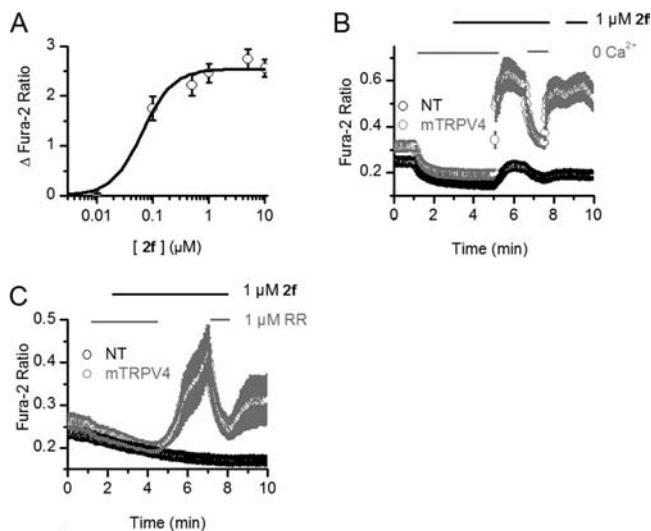 A
3
2
1
0
Δ Fura-2 Ratio
0.01
0.1
1
10
[ 2f ] (µM)
B
1 µM 2f
0 Ca²⁺
0.6
0.4
0.2
Fura-2 Ratio
NT
mTRPV4
0
2
4
6
8
10
Time (min)
C
1 µM 2f
1 µM RR
0.5
0.4
0.3
0.2
Fura-2 Ratio
NT
mTRPV4
0
2
4
6
8
10
Time (min)